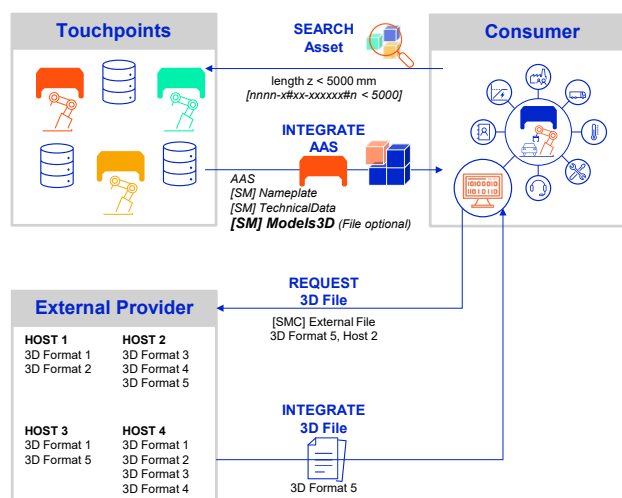 Touchpoints
SEARCH
Asset
Consumer
length z < 5000 mm
[nnnn-x#xx-xxxxxx#n < 5000]
INTEGRATE
AAS
AAS
[SM] Nameplate
[SM] TechnicalData
[SM] Models3D (File optional)
10100010
1101011O
REQUEST
3D File
[SMC] External File
3D Format 5, Host 2
External Provider
HOST 1
3D Format 1
3D Format 2
HOST 2
3D Format 3
3D Format 4
3D Format 5
HOST 3
3D Format 1
3D Format 5
HOST 4
3D Format 1
3D Format 2
3D Format 3
3D Format 4
INTEGRATE
3D File
3D Format 5